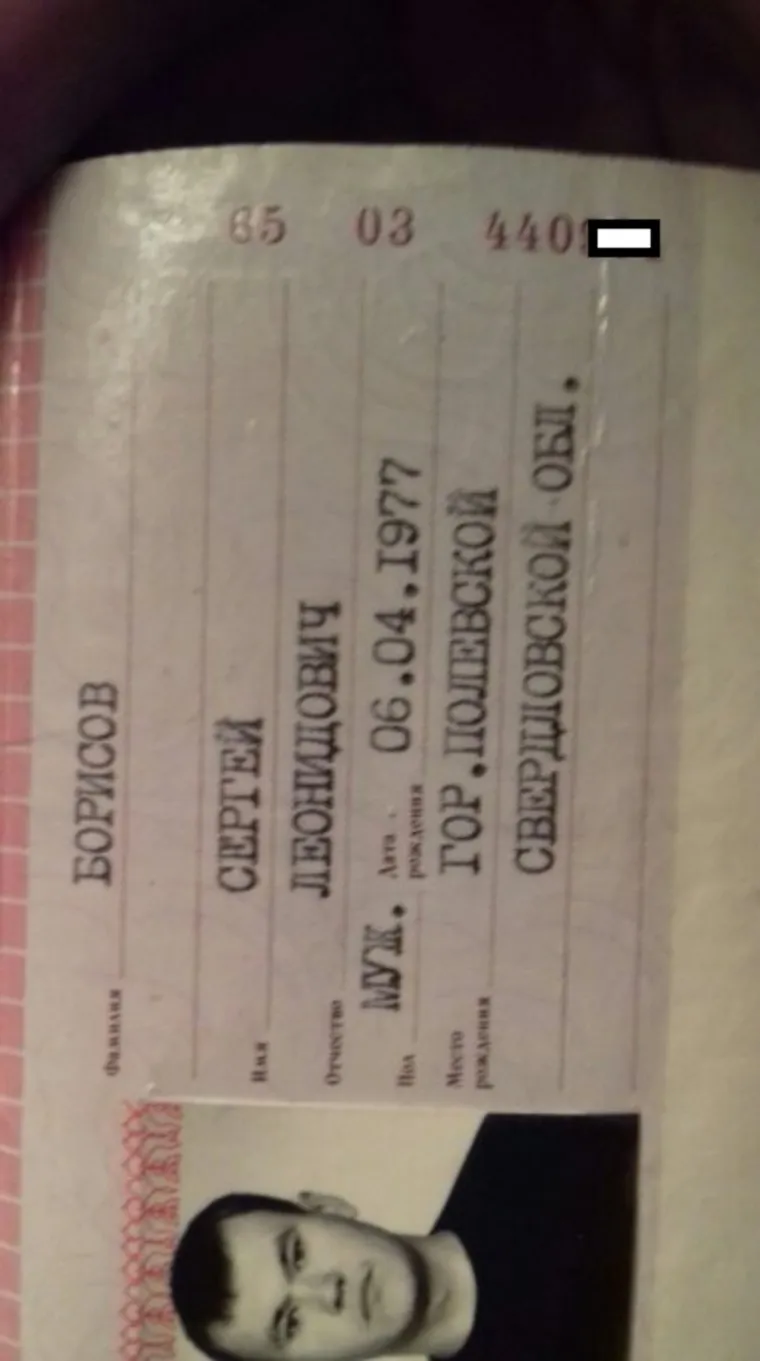 65 03 440
Фамилия
БОРИСОВ
Имя
СЕРГЕЙ
Отчество
ЛЕОНИДОВИЧ
Пол МУЖ. Дата рождения 06.04.1977
Место рождения ГОР.ПОЛЕВСКОЙ
СВЕРДЛОВСКОЙ ОБЛ.